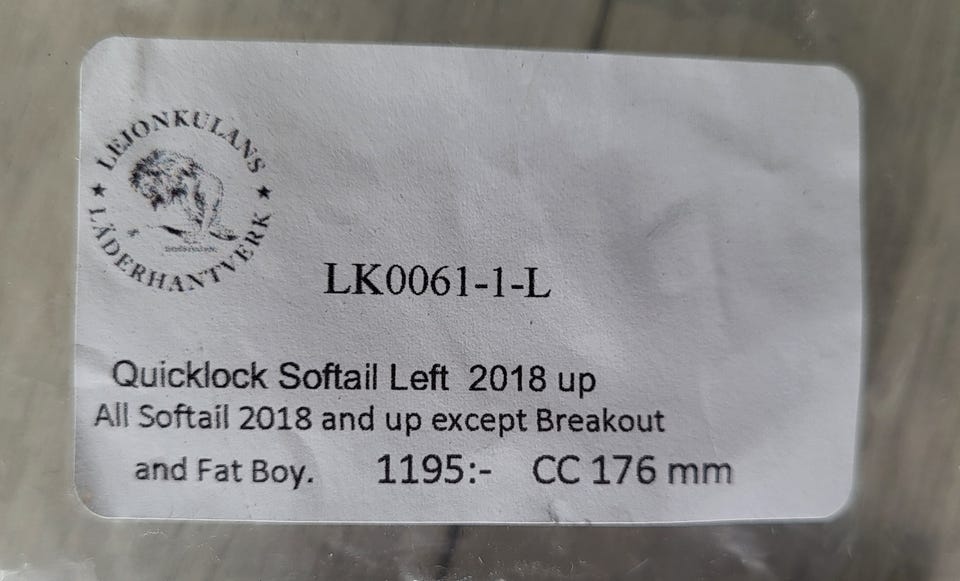 LEJONKULANS
LÄDERHANTVERK
LK0061-1-L
Quicklock Softail Left 2018 up
All Softail 2018 and up except Breakout
and Fat Boy. 1195:- CC 176 mm